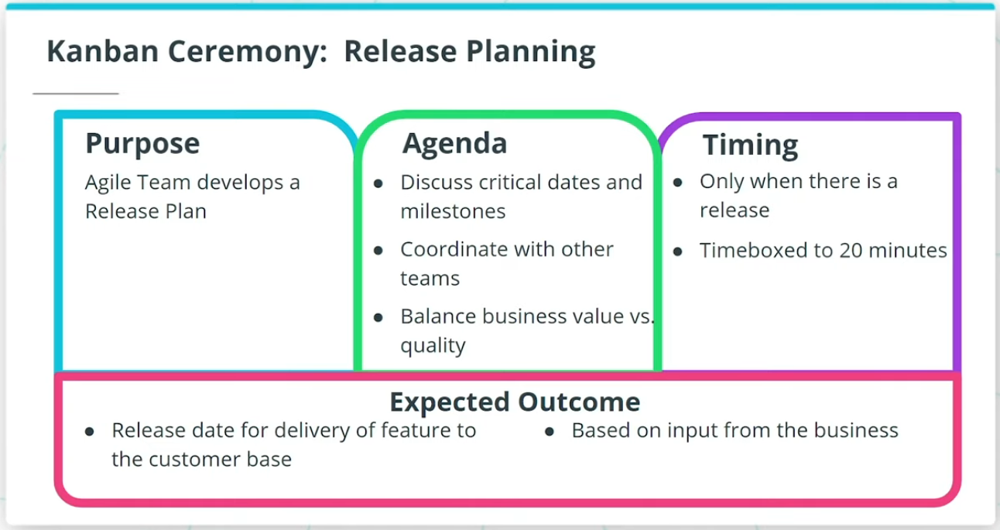 Kanban Ceremony: Release Planning
Purpose
Agile Team develops a
Release Plan
Agenda
● Discuss critical dates and
milestones
● Coordinate with other
teams
● Balance business value vs.
quality
Timing
● Only when there is a
release
● Timeboxed to 20 minutes
Expected Outcome
● Release date for delivery of feature to
the customer base
● Based on input from the business